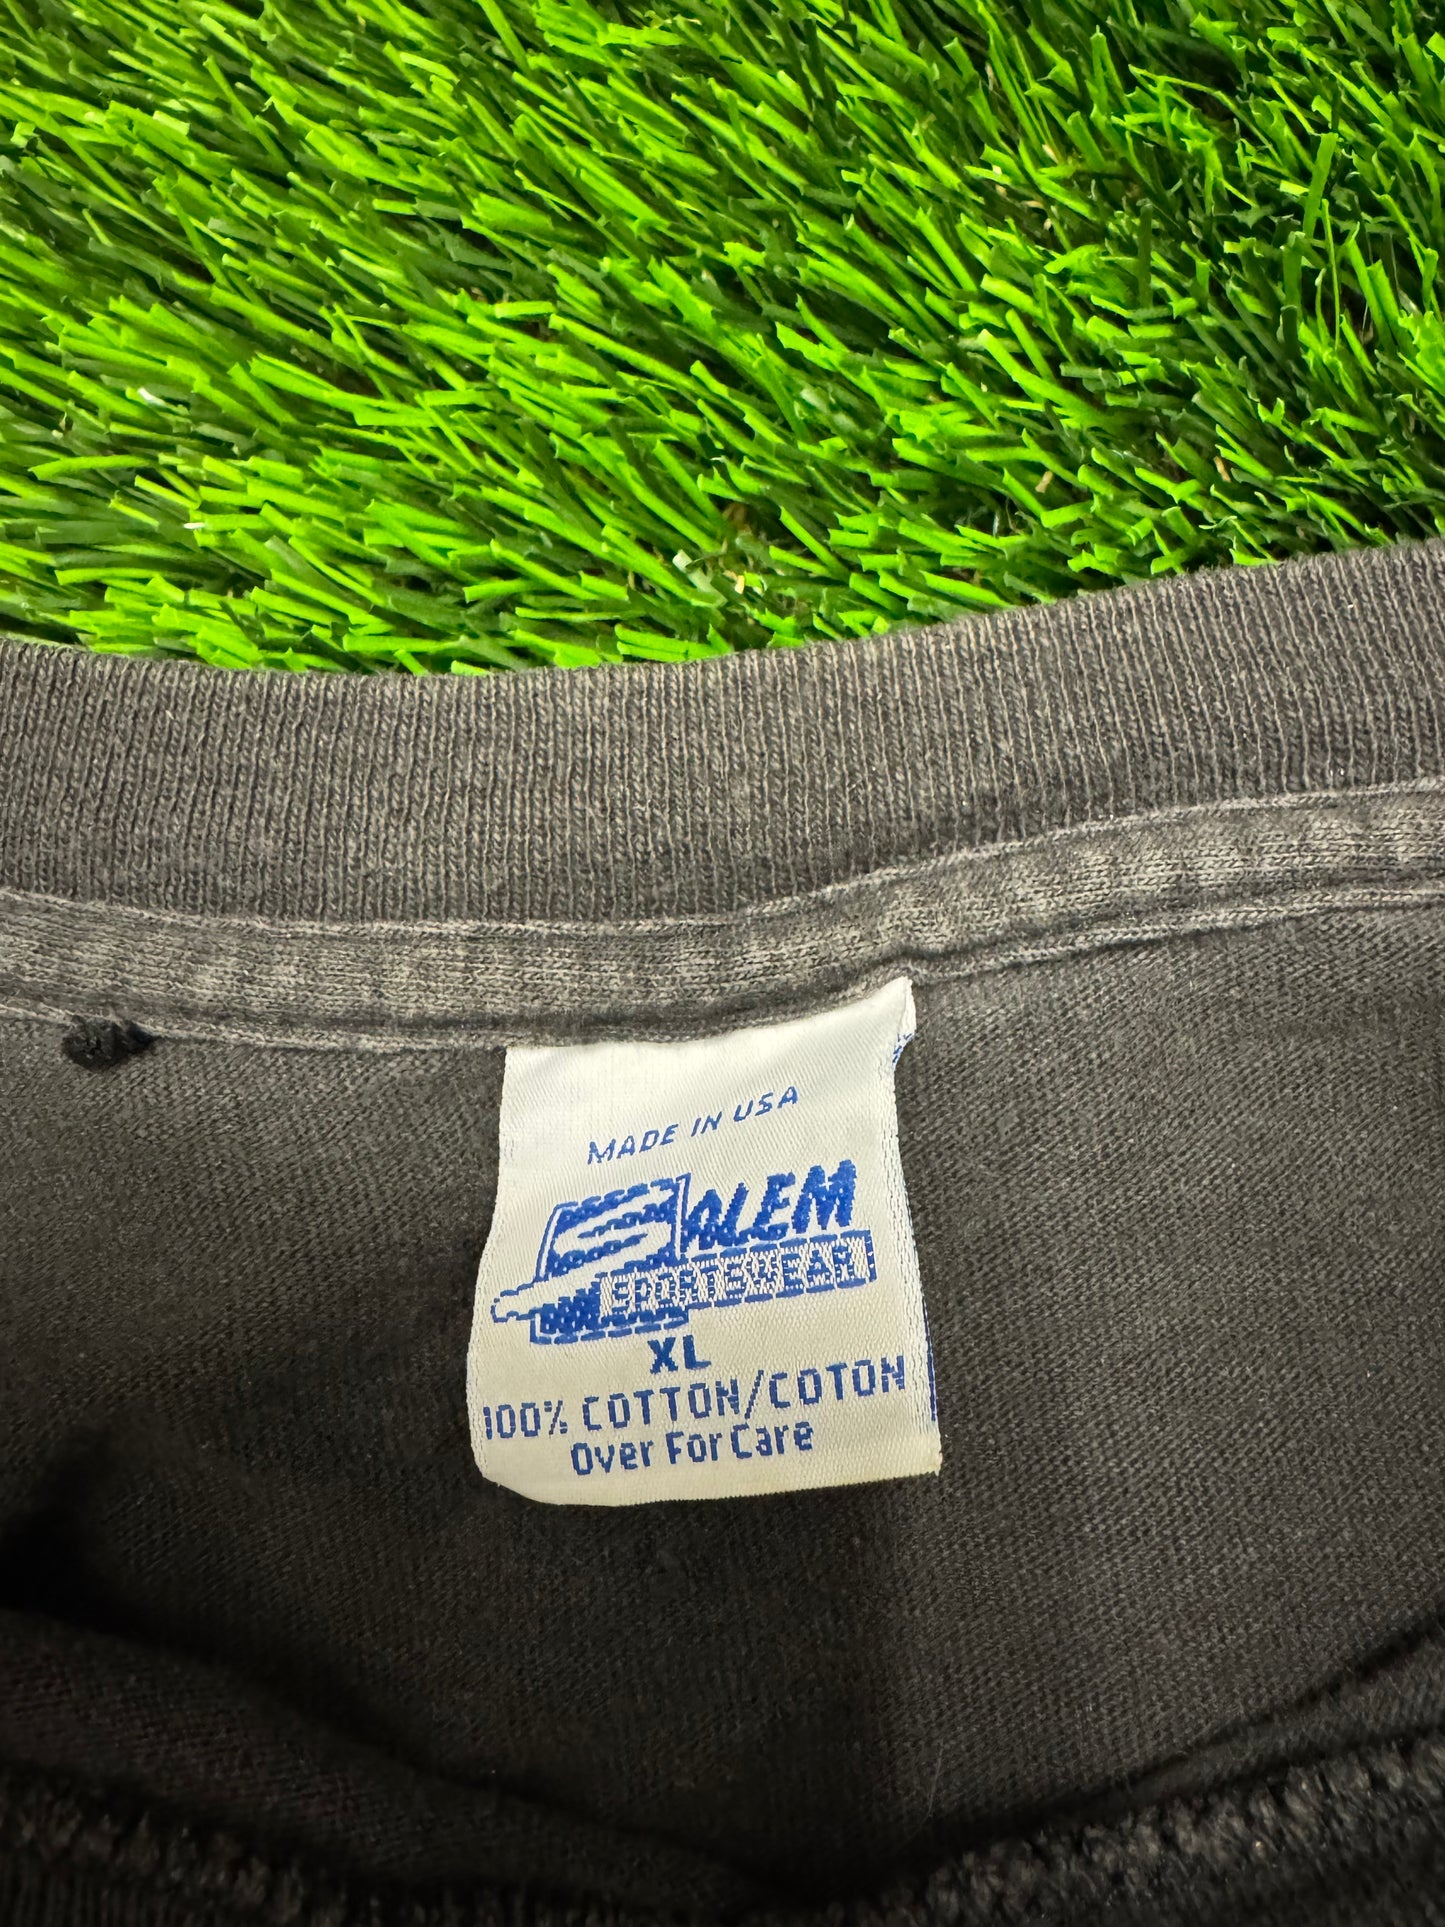 MADE IN USA
SALEM
SPORTSWEAR
XL
100% COTTON/COTON
Over For Care